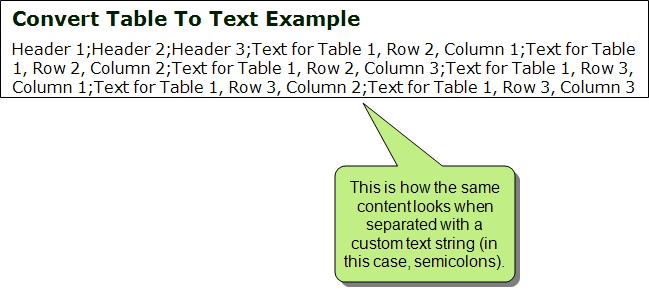 Convert Table To Text Example
Header 1;Header 2;Header 3;Text for Table 1, Row 2, Column 1;Text for Table
1, Row 2, Column 2;Text for Table 1, Row 2, Column 3;Text for Table 1, Row 3,
Column 1;Text for Table 1, Row 3, Column 2;Text for Table 1, Row 3, Column 3
This is how the same
content looks when
separated with a
custom text string (in
this case, semicolons).